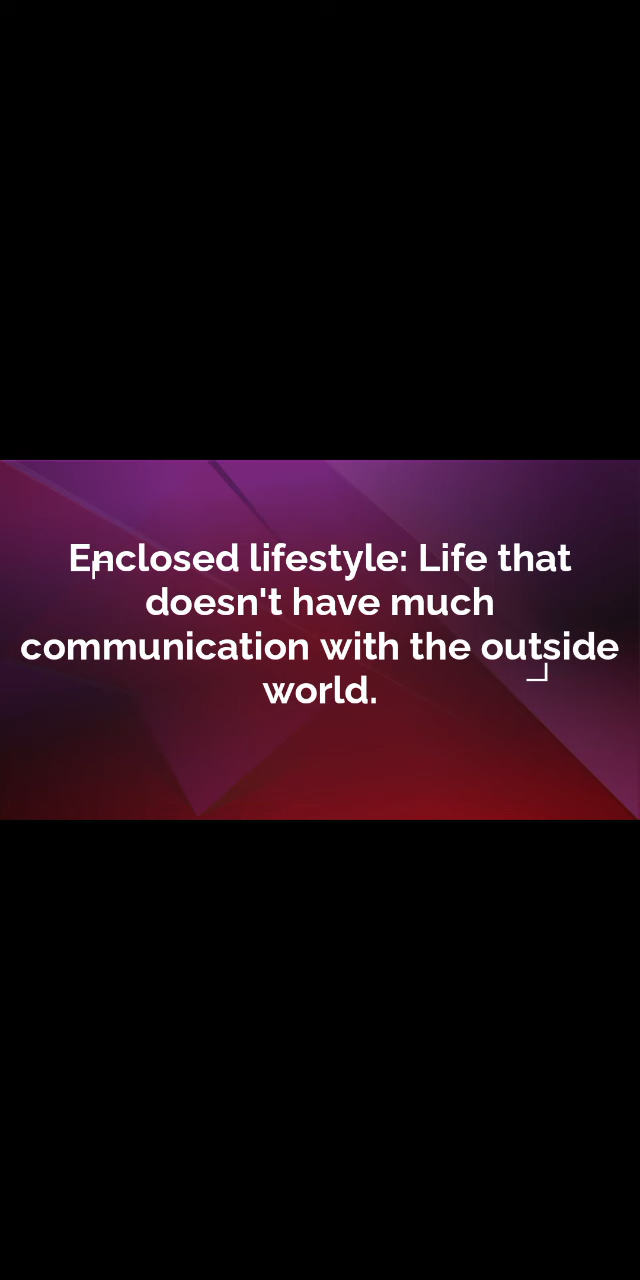 Enclosed lifestyle: Life that
doesn't have much
communication with the outside
world.